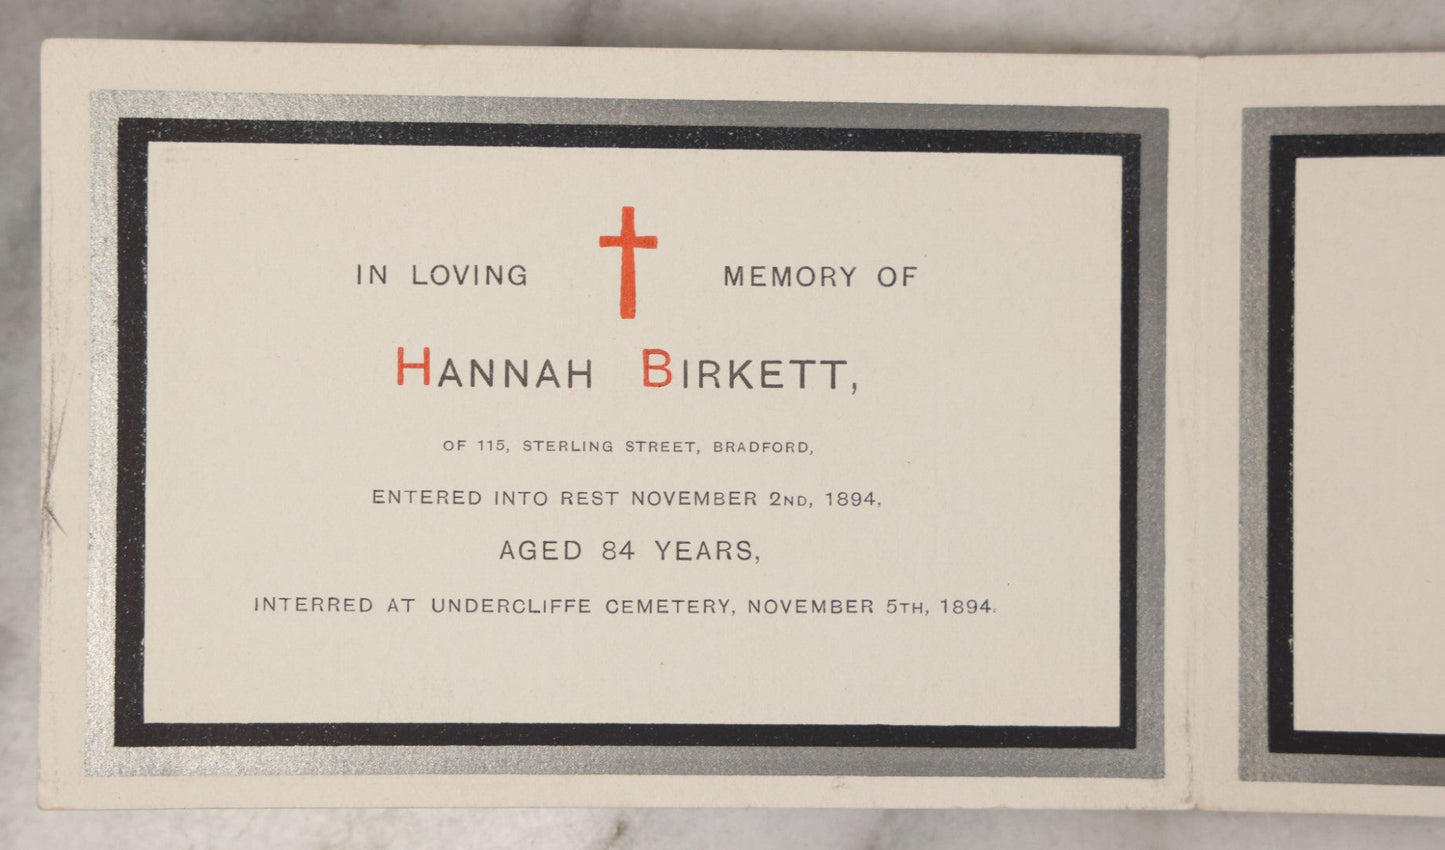 IN LOVING MEMORY OF
HANNAH BIRKETT,
OF 115, STERLING STREET, BRADFORD,
ENTERED INTO REST NOVEMBER 2ND, 1894,
AGED 84 YEARS,
INTERRED AT UNDERCLIFFE CEMETERY, NOVEMBER 5TH, 1894.